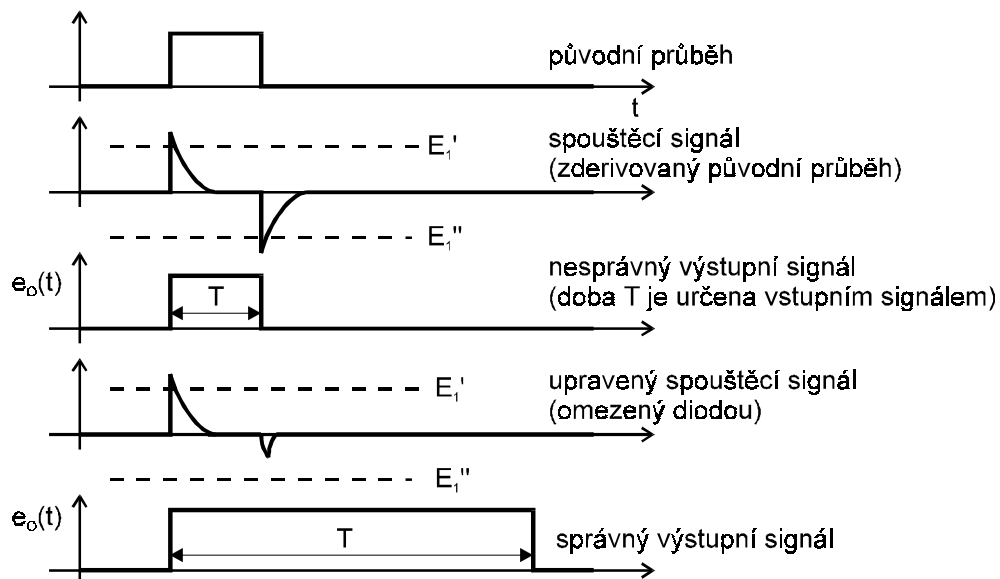 původní průběh
t
E₁'
spouštěcí signál
(zderivovaný původní průběh)
E₁"
eₒ(t)
T
nesprávný výstupní signál
(doba T je určena vstupním signálem)
E₁'
upravený spouštěcí signál
(omezený diodou)
E₁"
eₒ(t)
T
správný výstupní signál